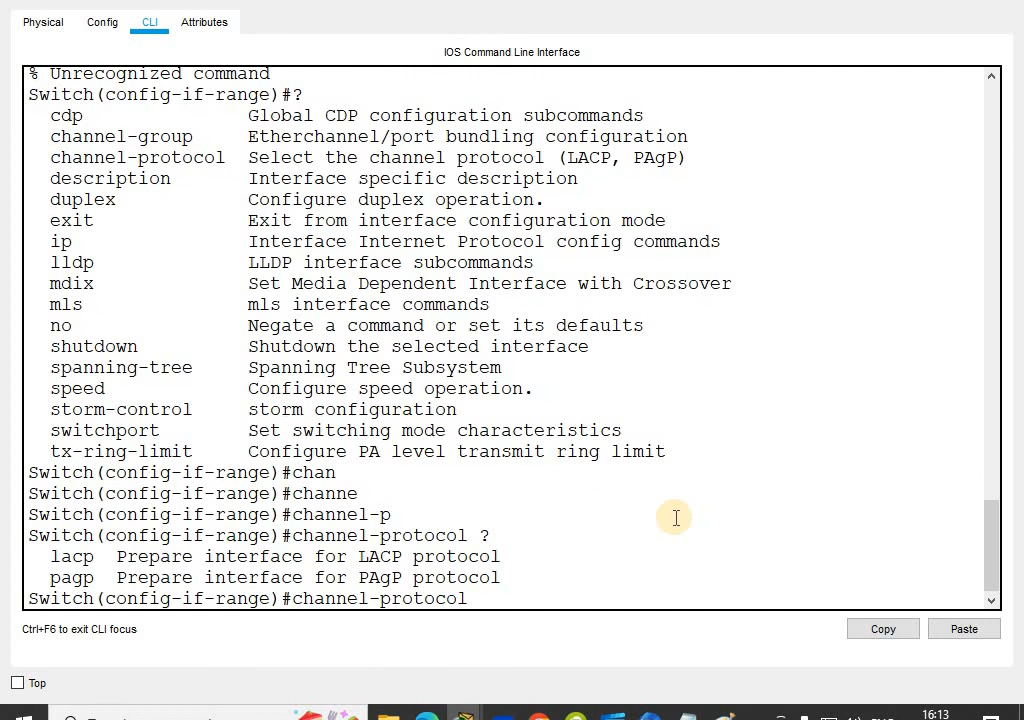 Physical Config CLI Attributes
IOS Command Line Interface
% Unrecognized command
Switch(config-if-range)#?
cdp Global CDP configuration subcommands
channel-group Etherchannel/port bundling configuration
channel-protocol Select the channel protocol (LACP, PAgP)
description Interface specific description
duplex Configure duplex operation.
exit Exit from interface configuration mode
ip Interface Internet Protocol config commands
lldp LLDP interface subcommands
mdix Set Media Dependent Interface with Crossover
mls mls interface commands
no Negate a command or set its defaults
shutdown Shutdown the selected interface
spanning-tree Spanning Tree Subsystem
speed Configure speed operation.
storm-control storm configuration
switchport Set switching mode characteristics
tx-ring-limit Configure PA level transmit ring limit
Switch(config-if-range)#chan
Switch(config-if-range)#channe
Switch(config-if-range)#channel-p
Switch(config-if-range)#channel-protocol ?
lacp Prepare interface for LACP protocol
pagp Prepare interface for PAgP protocol
Switch(config-if-range)#channel-protocol
Ctrl+F6 to exit CLI focus
Copy Paste
Top
16:13